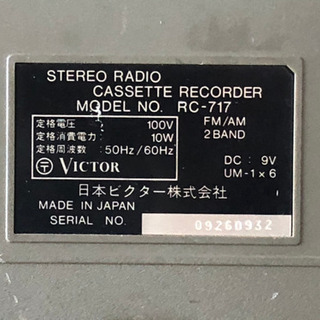 STEREO RADIO
CASSETTE RECORDER
MODEL NO. RC-717
定格電圧 : 100V
定格消費電力: 10W
定格周波数 : 50Hz/60Hz
FM/AM
2 BAND
〒 VICTOR
DC: 9V
UM-1×6
日本ビクター株式会社
MADE IN JAPAN
SERIAL NO. 09260932